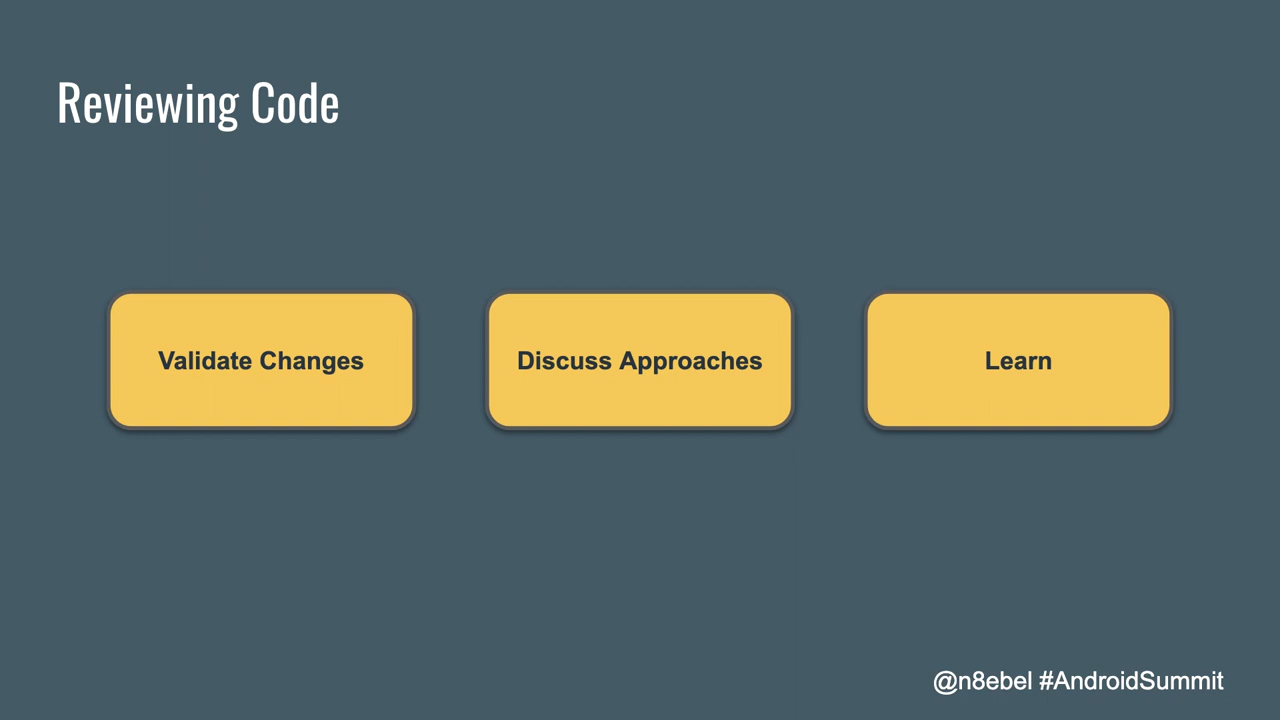 Reviewing Code
Validate Changes
Discuss Approaches
Learn
@n8ebel #AndroidSummit